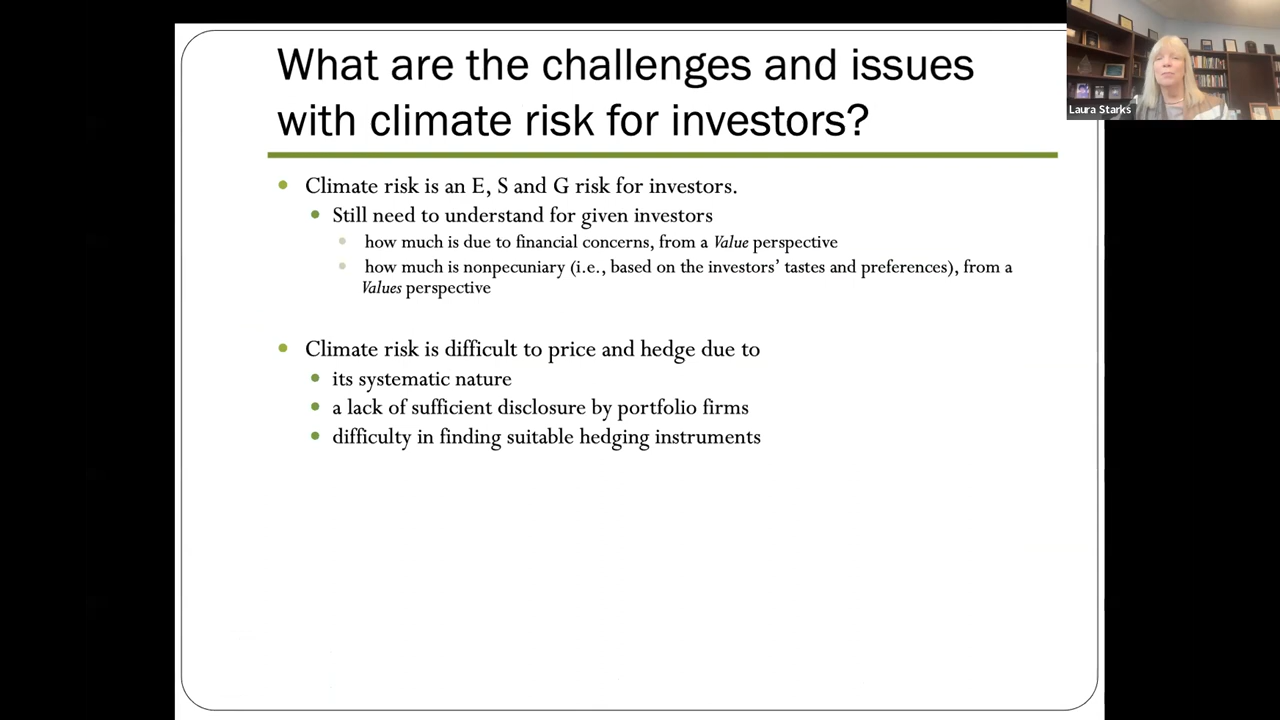 What are the challenges and issues
with climate risk for investors?
Laura Starks
Climate risk is an E, S and G risk for investors.
Still need to understand for given investors
how much is due to financial concerns, from a Value perspective
how much is nonpecuniary (i.e., based on the investors’ tastes and preferences), from a
Values perspective
Climate risk is difficult to price and hedge due to
its systematic nature
a lack of sufficient disclosure by portfolio firms
difficulty in finding suitable hedging instruments